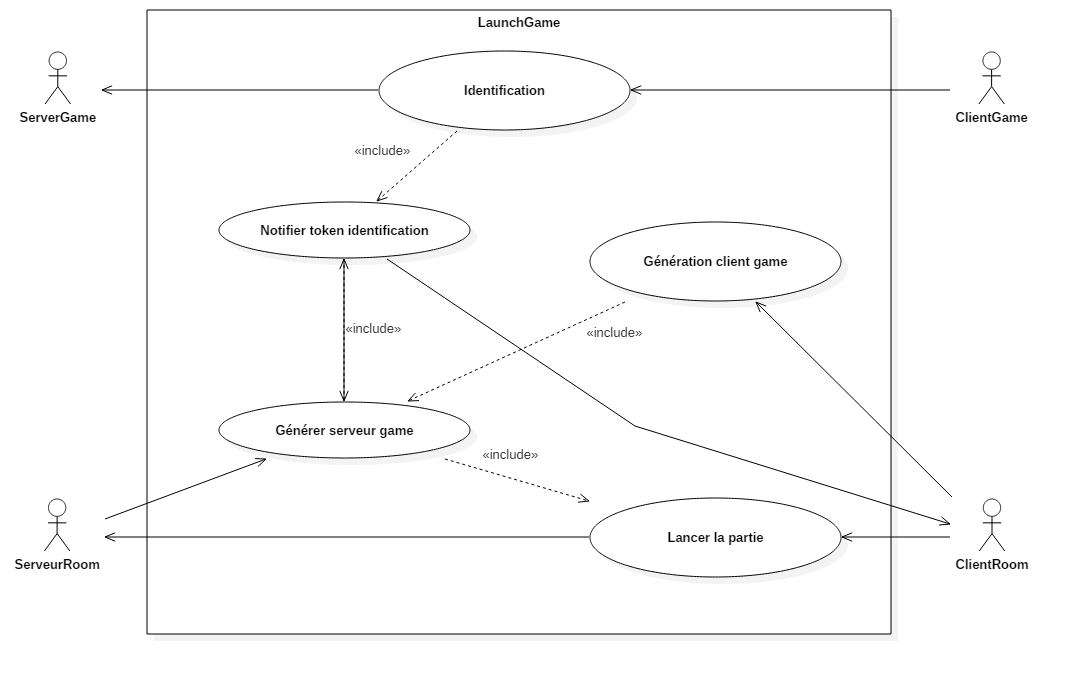 LaunchGame
Identification
ServerGame
ClientGame
«include»
Notifier token identification
Génération client game
«include»
«include»
Générer serveur game
«include»
Lancer la partie
ServeurRoom
ClientRoom